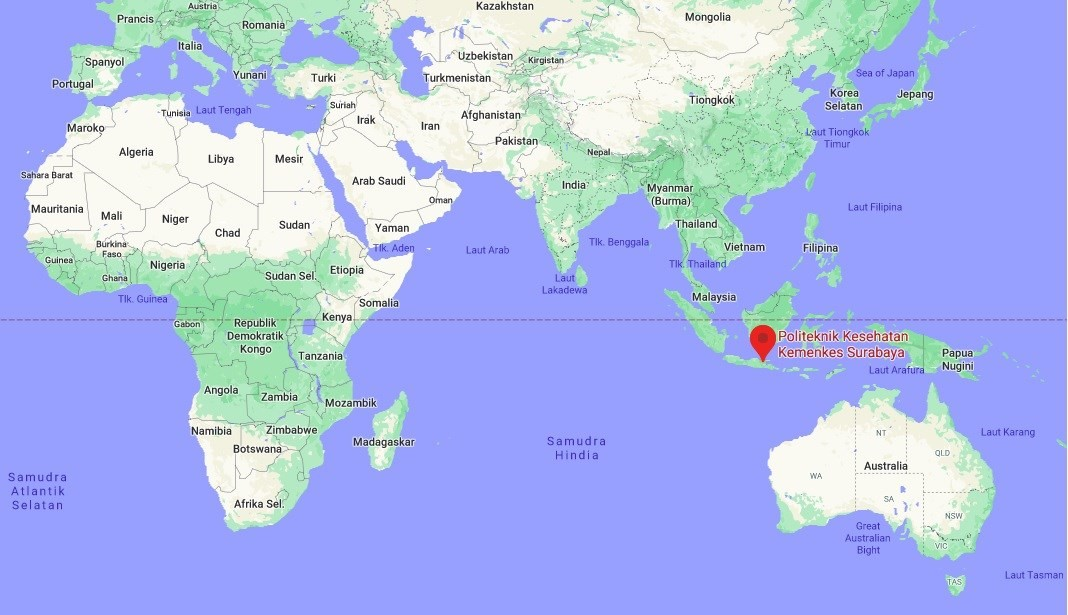 Austria
Kazakhstan
Prancis
Mongolia
Romania
Italia
Uzbekistan
Kirgistan
Spanyol
Yunani
Turki
Turkmenistan
Sea of Japan
Portugal
Korea
Selatan
Jepang
Tiongkok
Suriah
Tunisia
Laut Tengah
Afghanistan
Irak
Iran
Maroko
Laut Tiongkok
Timur
Pakistan
Algeria
Libya
Mesir
Nepal
Sahara Barat
Arab Saudi
India
Myanmar
(Burma)
Oman
Mauritania
Mali
Niger
Laut Filipina
Sudan
Yaman
Thailand
Chad
Burkina
Faso
Tlk. Aden
Laut Arab
Tlk. Benggala
Vietnam
Filipina
Guinea
Nigeria
Tlk. Thailand
Sudan Sel.
Etiopia
Ghana
Laut
Lakadewa
Tlk. Guinea
Somalia
Malaysia
Kenya
Gabon
Republik
Demokratik
Kongo
Politeknik Kesehatan
Kemenkes Surabaya
Tanzania
Papua
Nugini
Laut Arafura
Angola
Zambia
Mozambik
Namibia
Zimbabwe
Madagaskar
Botswana
Samudra
Hindia
NT
Laut Karang
QLD
Australia
WA
Samudra
Atlantik
Selatan
SA
Afrika Sel.
NSW
Great
Australian
Bight
VIC
Laut Tasman
TAS